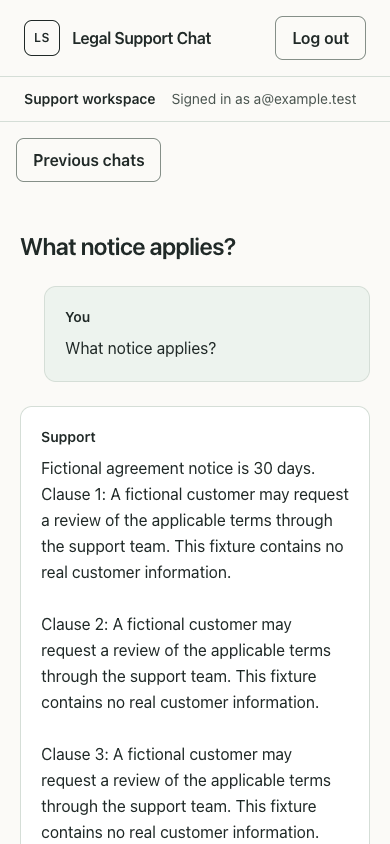 LS
Legal Support Chat
Log out
Support workspace
Signed in as a@example.test
Previous chats
What notice applies?
You
What notice applies?
Support
Fictional agreement notice is 30 days.
Clause 1: A fictional customer may request
a review of the applicable terms through
the support team. This fixture contains no
real customer information.
Clause 2: A fictional customer may
request a review of the applicable terms
through the support team. This fixture
contains no real customer information.
Clause 3: A fictional customer may
request a review of the applicable terms
through the support team. This fixture
contains no real customer information.